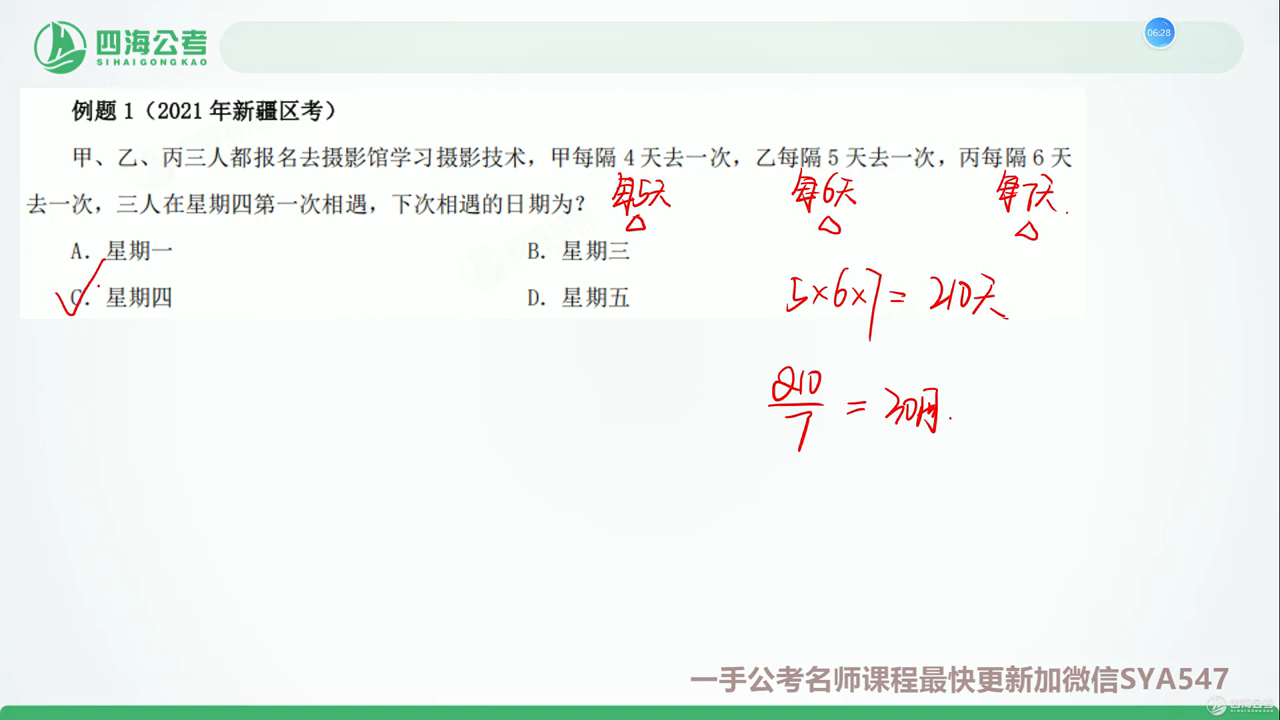 四海公考
SIHAIGONGKAO
06:28
例题 1（2021 年新疆区考）
甲、乙、丙三人都报名去摄影馆学习摄影技术，甲每隔 4 天去一次，乙每隔 5 天去一次，丙每隔 6 天
每5天 每6天 每7天.
去一次，三人在星期四第一次相遇，下次相遇的日期为？
A. 星期一 B. 星期三
C. 星期四 D. 星期五
5×6×7=210天
210/7 = 30周.
一手公考名师课程最快更新加微信SYA547
四海公考